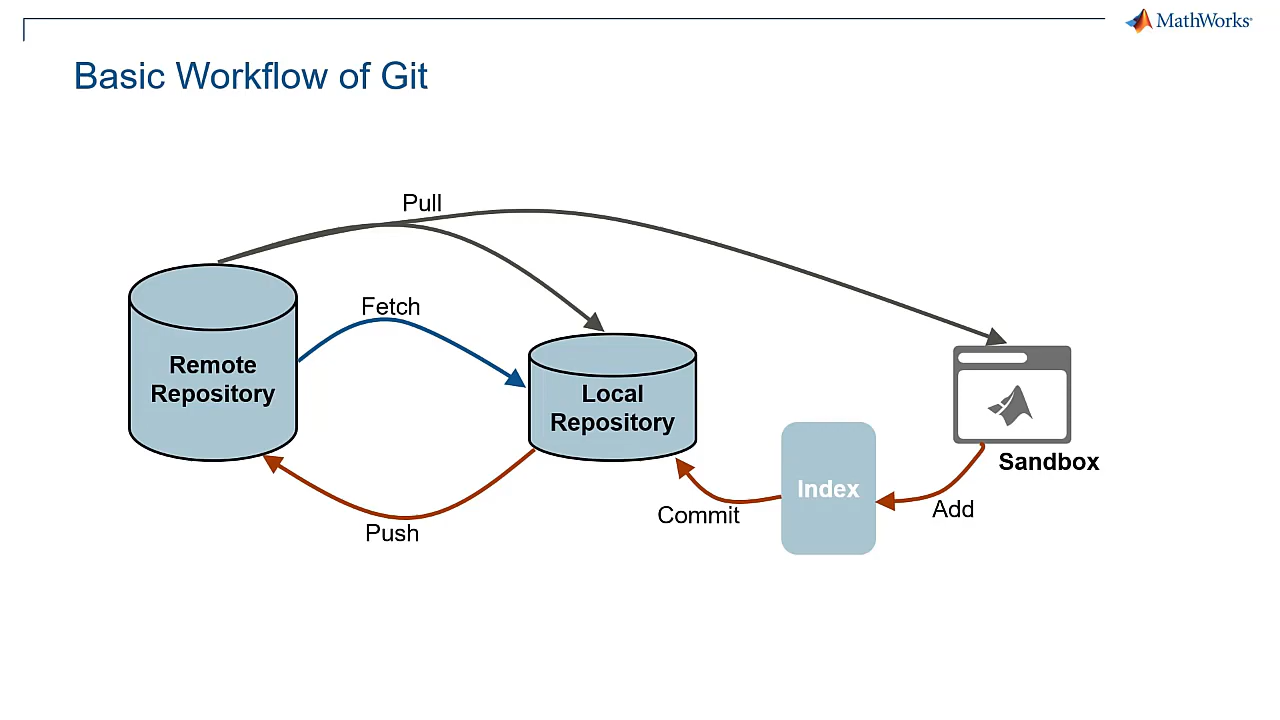 MathWorks
Basic Workflow of Git
Pull
Fetch
Remote
Repository
Local
Repository
Index
Sandbox
Commit
Add
Push